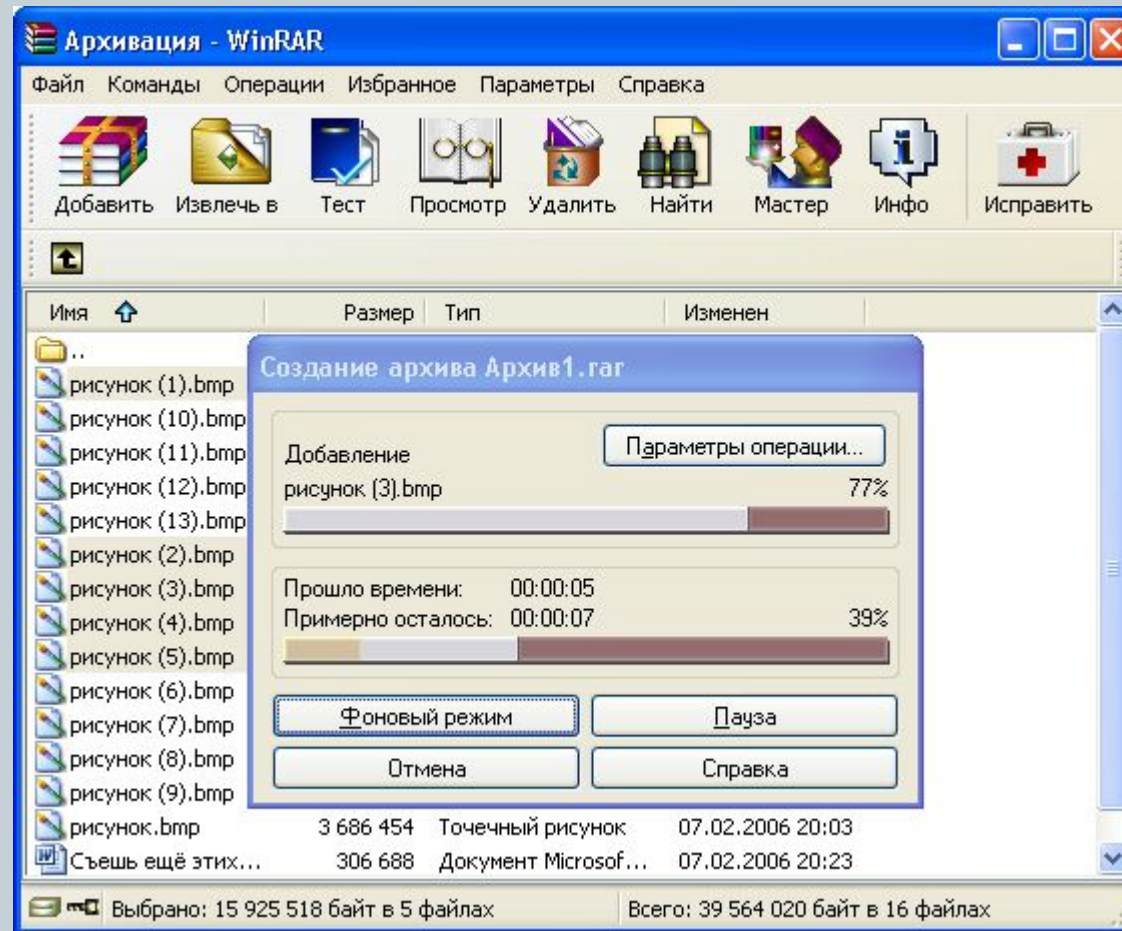 Архивация - WinRAR
Файл Команды Операции Избранное Параметры Справка
Добавить Извлечь в Тест Просмотр Удалить Найти Мастер Инфо Исправить
Имя Размер Тип Изменен
..
рисунок (1).bmp
рисунок (10).bmp
рисунок (11).bmp
рисунок (12).bmp
рисунок (13).bmp
рисунок (2).bmp
рисунок (3).bmp
рисунок (4).bmp
рисунок (5).bmp
рисунок (6).bmp
рисунок (7).bmp
рисунок (8).bmp
рисунок (9).bmp
рисунок.bmp 3 686 454 Точечный рисунок 07.02.2006 20:03
Съешь ещё этих... 306 688 Документ Microsof... 07.02.2006 20:23
Создание архива Архив1.rar
Параметры операции...
Добавление
рисунок (3).bmp 77%
Прошло времени: 00:00:05
Примерно осталось: 00:00:07 39%
Фоновый режим Пауза
Отмена Справка
Выбрано: 15 925 518 байт в 5 файлах Всего: 39 564 020 байт в 16 файлах